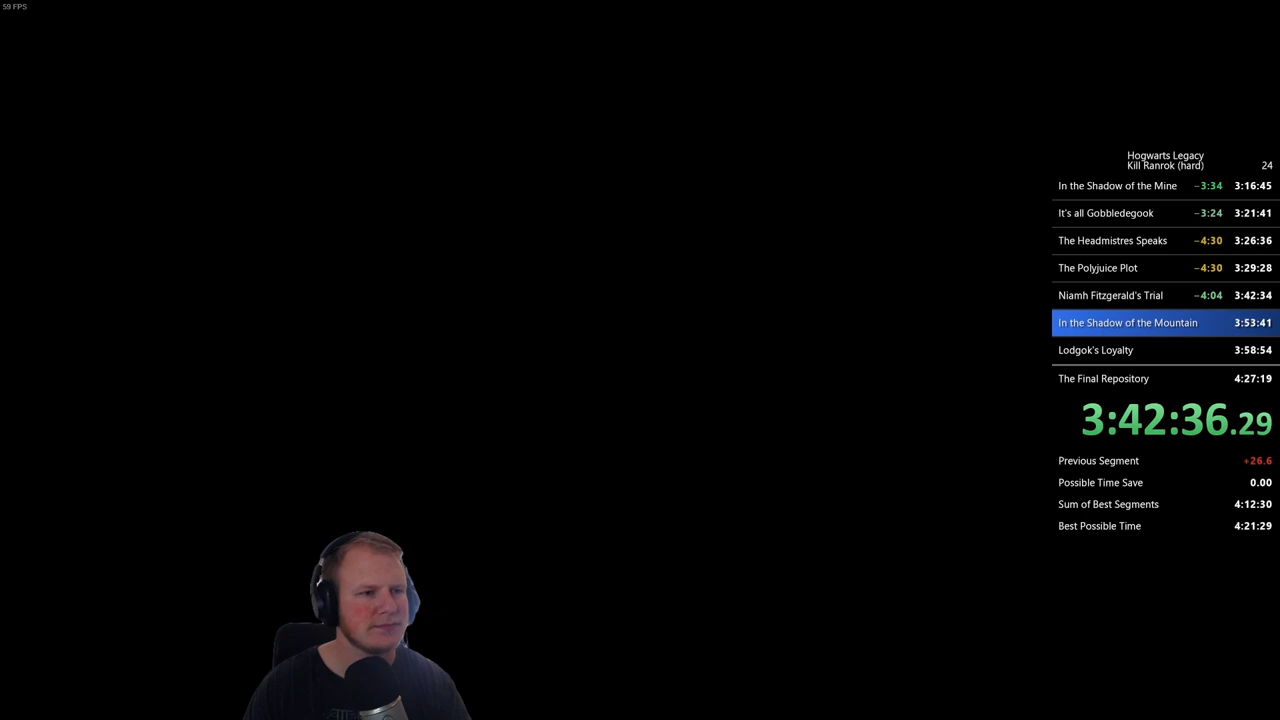 59 FPS
Hogwarts Legacy
Kill Ranrok (hard) 24
In the Shadow of the Mine −3:34 3:16:45
It's all Gobbledegook −3:24 3:21:41
The Headmistres Speaks −4:30 3:26:36
The Polyjuice Plot −4:30 3:29:28
Niamh Fitzgerald's Trial −4:04 3:42:34
In the Shadow of the Mountain 3:53:41
Lodgok's Loyalty 3:58:54
The Final Repository 4:27:19
3:42:36.29
Previous Segment +26.6
Possible Time Save 0.00
Sum of Best Segments 4:12:30
Best Possible Time 4:21:29